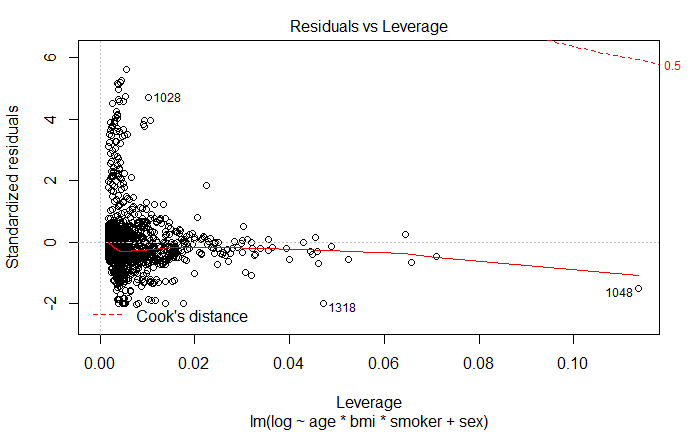 Residuals vs Leverage
Standardized residuals
6
4
2
0
-2
1028
1318
1048
0.5
Cook's distance
0.00 0.02 0.04 0.06 0.08 0.10
Leverage
lm(log ~ age * bmi * smoker + sex)